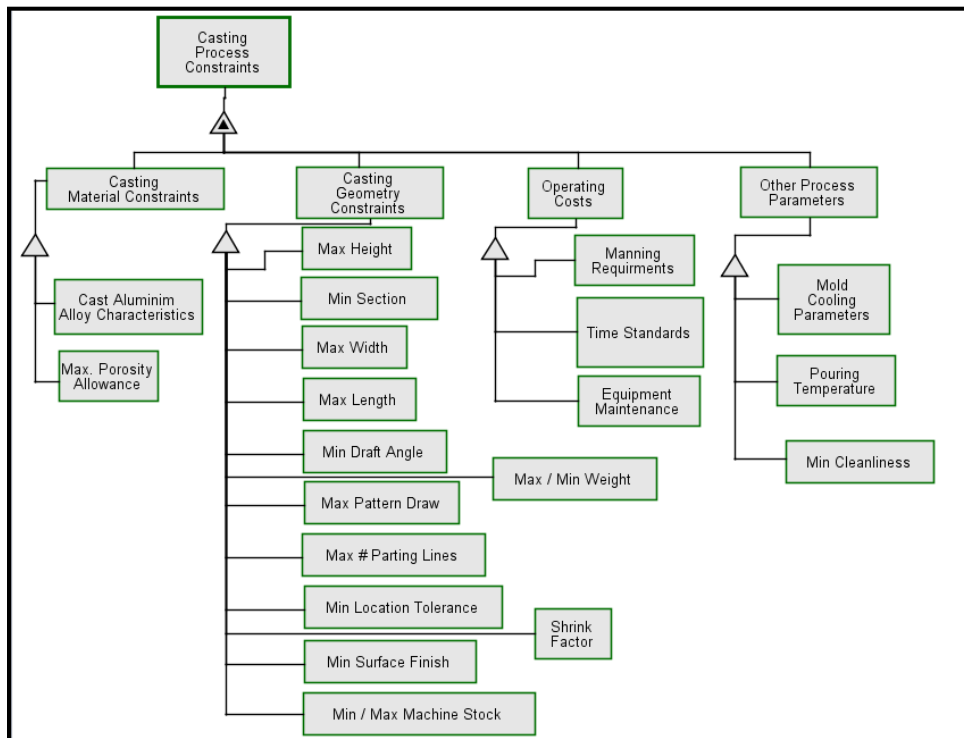 Casting
Process
Constraints
Casting
Material Constraints
Casting
Geometry
Constraints
Operating
Costs
Other Process
Parameters
Cast Aluminim
Alloy Characteristics
Max. Porosity
Allowance
Max Height
Min Section
Max Width
Max Length
Min Draft Angle
Max / Min Weight
Max Pattern Draw
Max # Parting Lines
Min Location Tolerance
Shrink
Factor
Min Surface Finish
Min / Max Machine Stock
Manning
Requirments
Time Standards
Equipment
Maintenance
Mold
Cooling
Parameters
Pouring
Temperature
Min Cleanliness